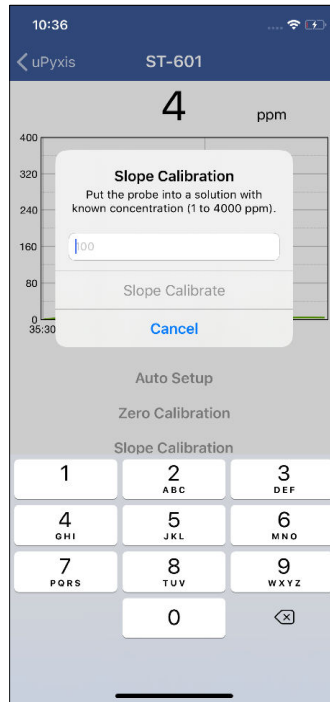 10:36
uPyxis
ST-601
4
ppm
400
320
240
160
80
0
35:30
Slope Calibration
Put the probe into a solution with
known concentration (1 to 4000 ppm).
100
Slope Calibrate
Cancel
Auto Setup
Zero Calibration
Slope Calibration
1
2
ABC
3
DEF
4
GHI
5
JKL
6
MNO
7
PQRS
8
TUV
9
WXYZ
0